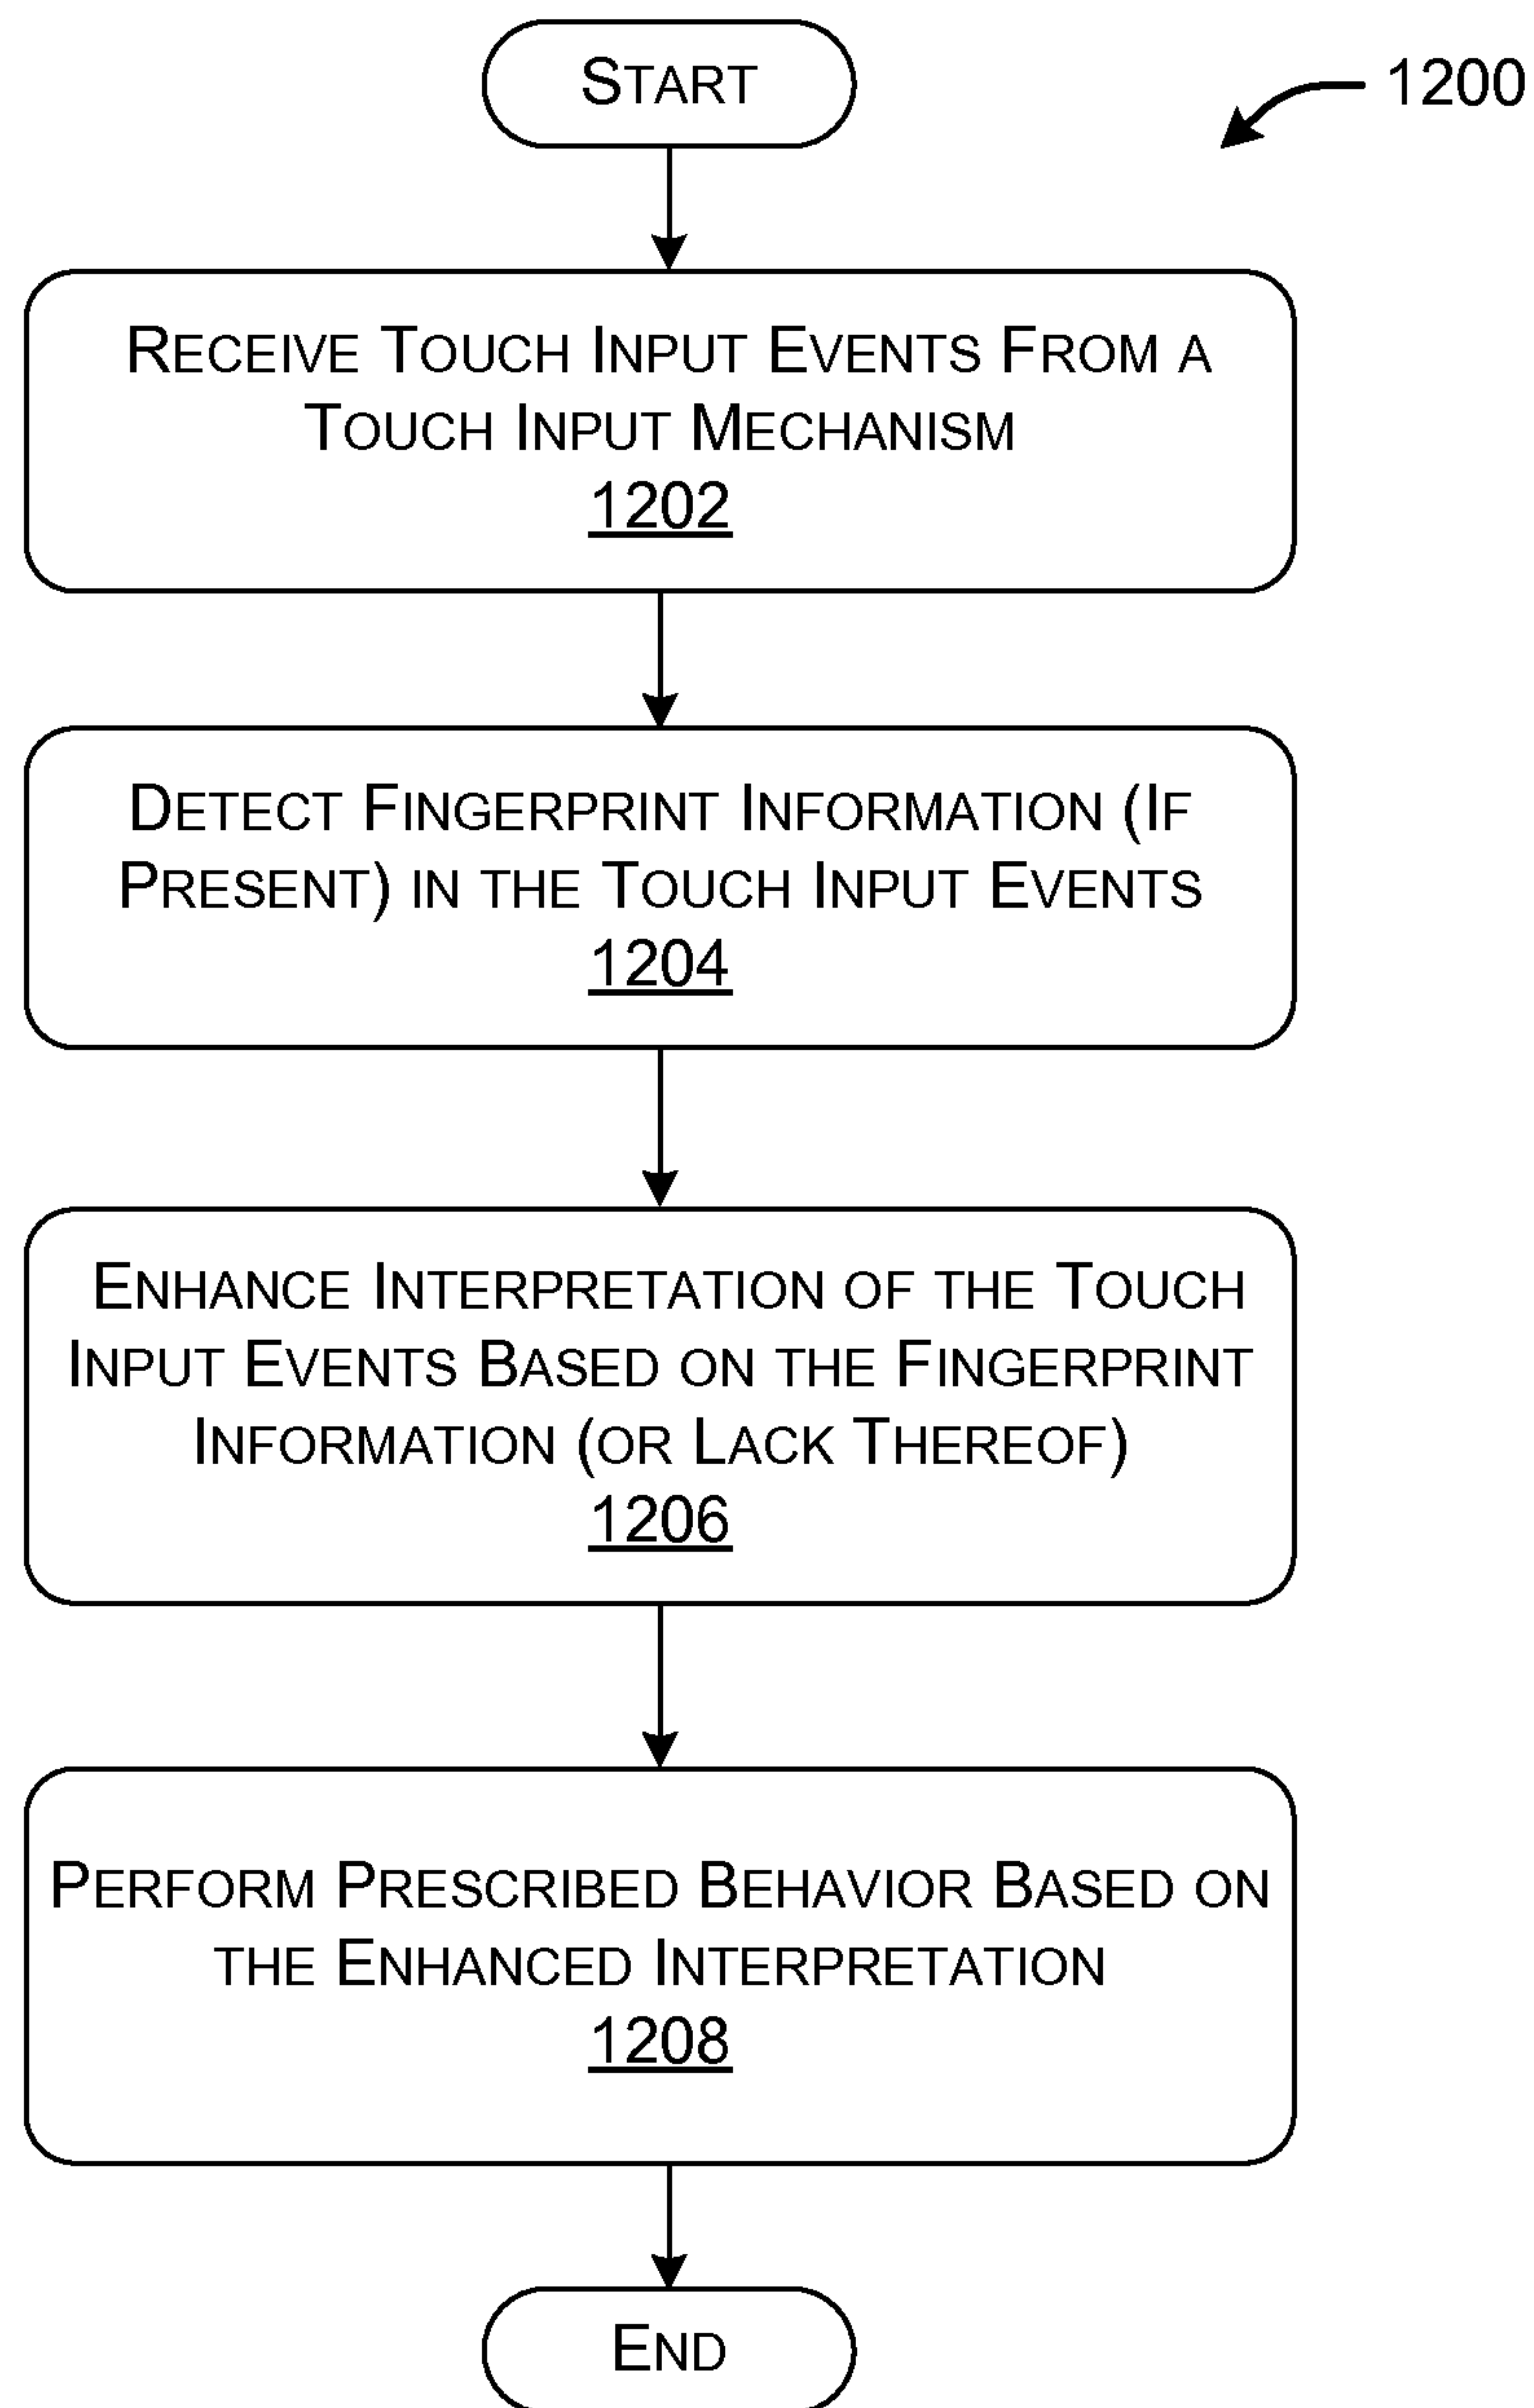 START
1200
RECEIVE TOUCH INPUT EVENTS FROM A
TOUCH INPUT MECHANISM
1202
DETECT FINGERPRINT INFORMATION (IF
PRESENT) IN THE TOUCH INPUT EVENTS
1204
ENHANCE INTERPRETATION OF THE TOUCH
INPUT EVENTS BASED ON THE FINGERPRINT
INFORMATION (OR LACK THEREOF)
1206
PERFORM PRESCRIBED BEHAVIOR BASED ON
THE ENHANCED INTERPRETATION
1208
END